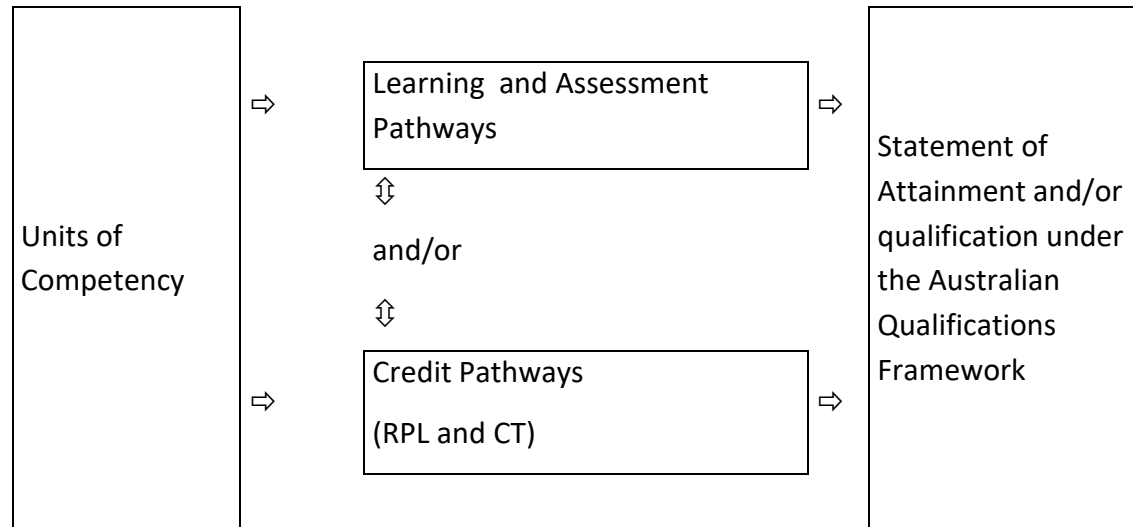 Units of
Competency
⇨
Learning and Assessment
Pathways
⇨
⇕
and/or
⇕
⇨
Credit Pathways
(RPL and CT)
⇨
Statement of
Attainment and/or
qualification under
the Australian
Qualifications
Framework